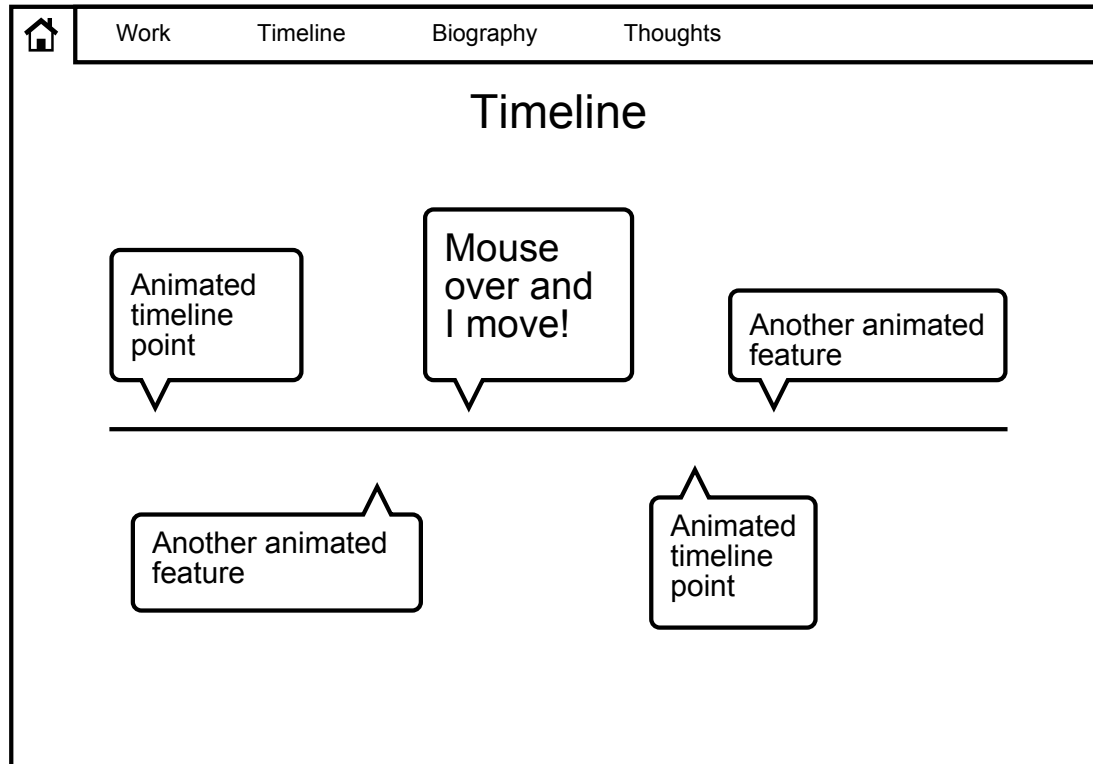 Work Timeline Biography Thoughts
Timeline
Animated
timeline
point
Mouse
over and
I move!
Another animated
feature
Another animated
feature
Animated
timeline
point